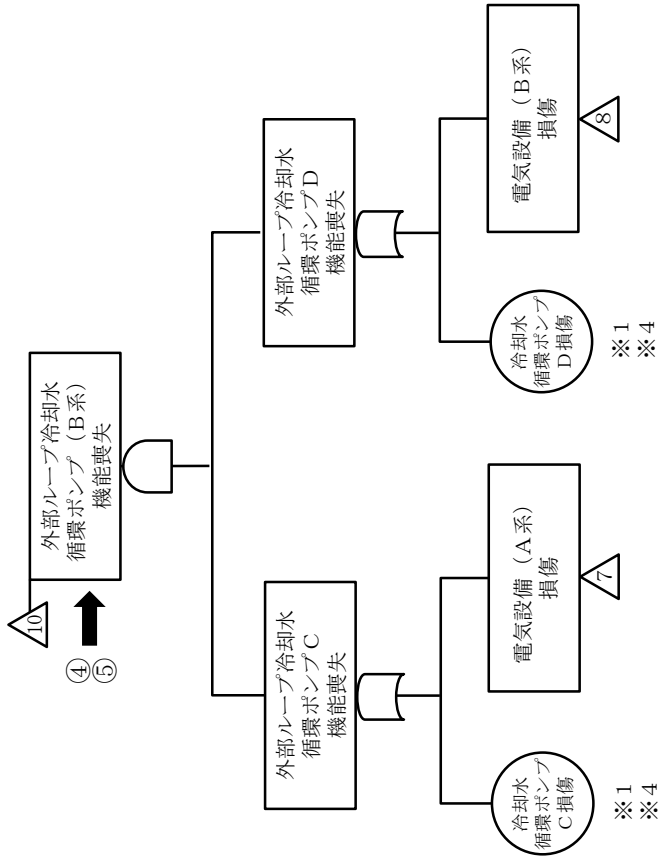 10
④
⑤
外部ループ冷却水
循環ポンプ(B系)
機能喪失
外部ループ冷却水
循環ポンプC
機能喪失
外部ループ冷却水
循環ポンプD
機能喪失
冷却水
循環ポンプ
C損傷
※1
※4
電気設備(A系)
損傷
7
冷却水
循環ポンプ
D損傷
※1
※4
電気設備(B系)
損傷
8